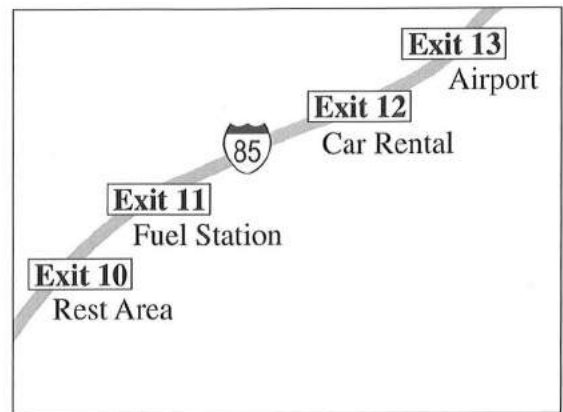 Exit 13
Airport
Exit 12
Car Rental
85
Exit 11
Fuel Station
Exit 10
Rest Area